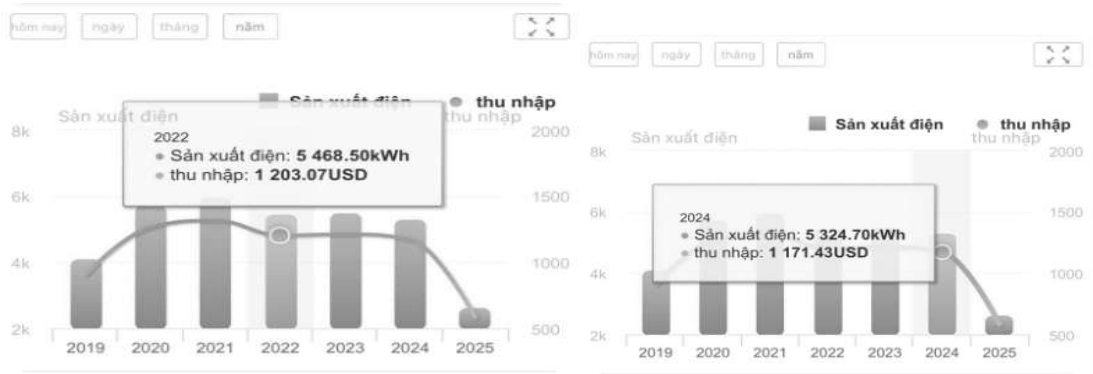 hôm nay ngày tháng năm
Sản xuất điện thu nhập
Sản xuất điện thu nhập
8k 2000
2022
Sản xuất điện: 5 468.50kWh
thu nhập: 1 203.07USD
6k 1500
4k 1000
2k 500
2019 2020 2021 2022 2023 2024 2025
hôm nay ngày tháng năm
Sản xuất điện thu nhập
Sản xuất điện thu nhập
8k 2000
6k 1500
2024
Sản xuất điện: 5 324.70kWh
thu nhập: 1 171.43USD
4k 1000
2k 500
2019 2020 2021 2022 2023 2024 2025